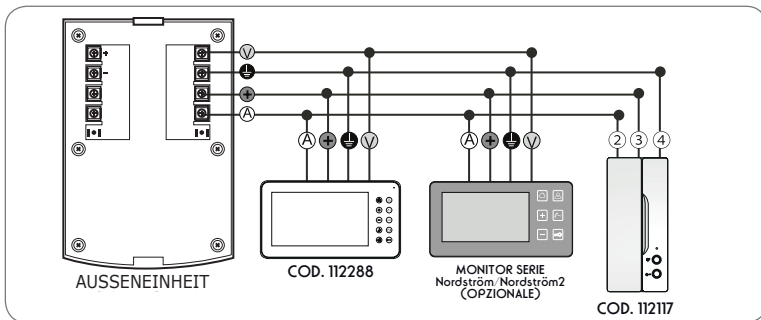 +
−
V
+
A
A + V
A + V
2 3 4
+
−
AUSSENEINHEIT
COD. 112288
MONITOR SERIE
Nordström/Nordström2
(OPZIONALE)
COD. 112117